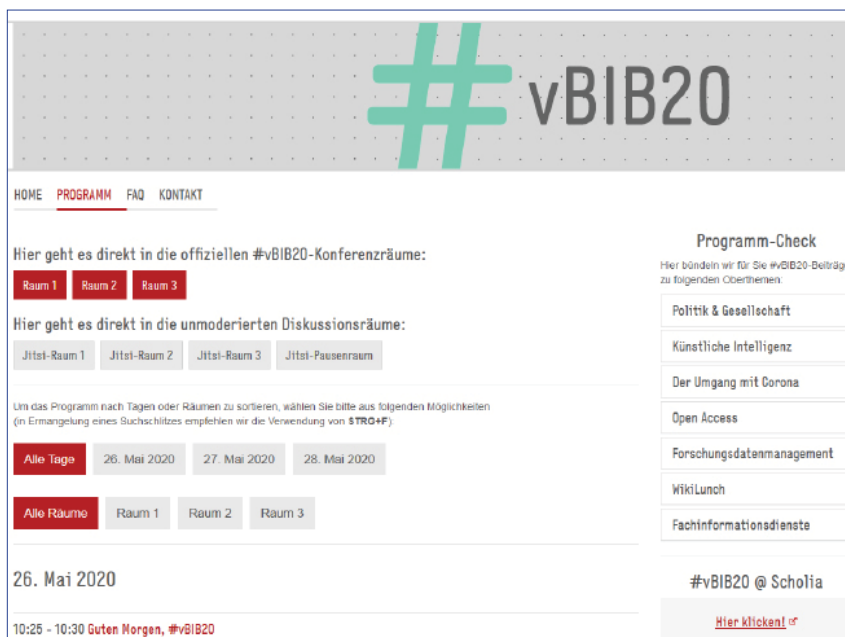 # vBIB20
HOME PROGRAMM FAQ KONTAKT
Hier geht es direkt in die offiziellen #vBIB20-Konferenzräume:
Raum 1 Raum 2 Raum 3
Hier geht es direkt in die unmoderierten Diskussionsräume:
Jitsi-Raum 1 Jitsi-Raum 2 Jitsi-Raum 3 Jitsi-Pausenraum
Um das Programm nach Tagen oder Räumen zu sortieren, wählen Sie bitte aus folgenden Möglichkeiten
(in Ermangelung eines Suchschlitzes empfehlen wir die Verwendung von STRG+F):
Alle Tage 26. Mai 2020 27. Mai 2020 28. Mai 2020
Alle Räume Raum 1 Raum 2 Raum 3
26. Mai 2020
10:25 - 10:30 Guten Morgen, #vBIB20
Programm-Check
Hier bündeln wir für Sie #vBIB20-Beiträge
zu folgenden Oberthemen:
Politik & Gesellschaft
Künstliche Intelligenz
Der Umgang mit Corona
Open Access
Forschungsdatenmanagement
WikiLunch
Fachinformationsdienste
#vBIB20 @ Scholia
Hier klicken!